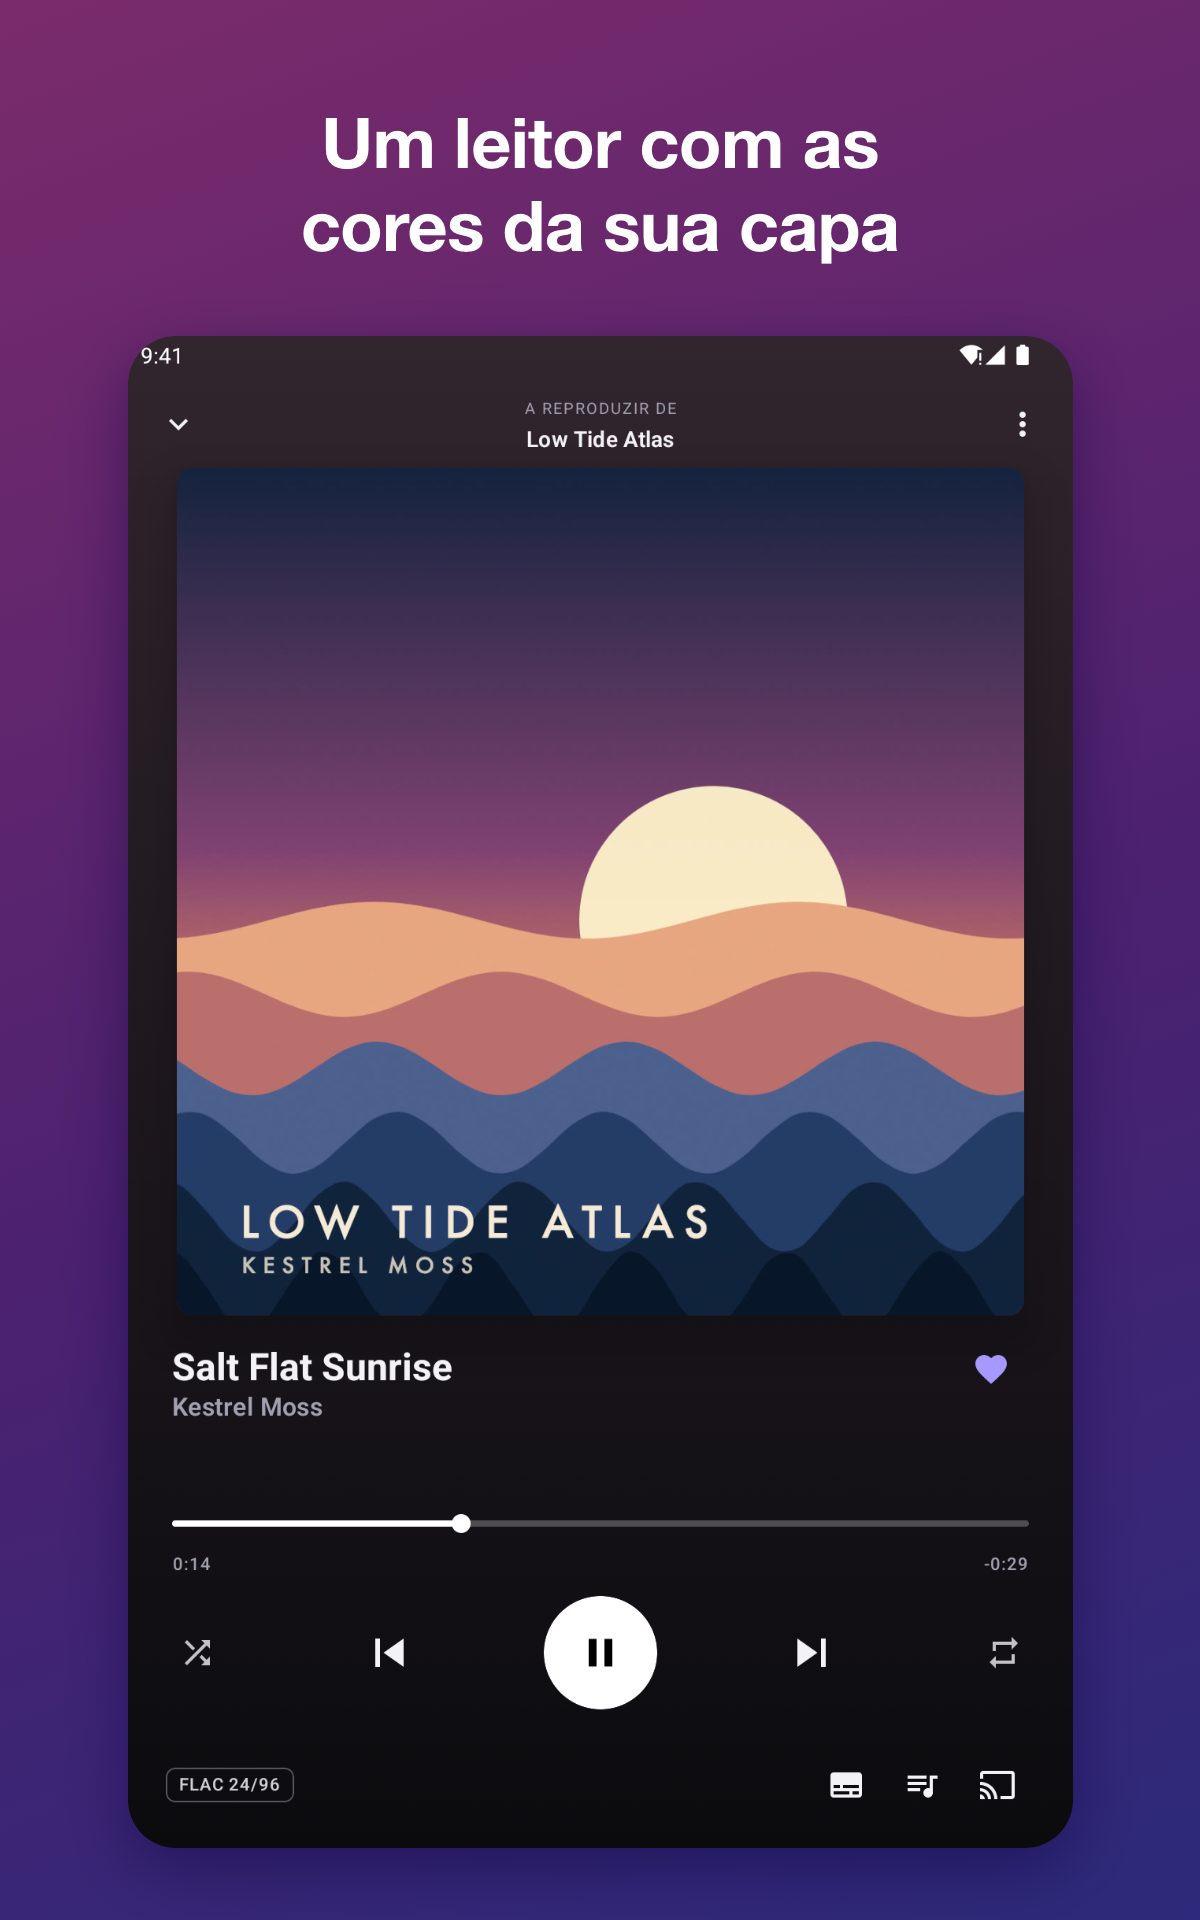 Um leitor com as
cores da sua capa
9:41
A REPRODUZIR DE
Low Tide Atlas
LOW TIDE ATLAS
KESTREL MOSS
Salt Flat Sunrise
Kestrel Moss
0:14
-0:29
FLAC 24/96